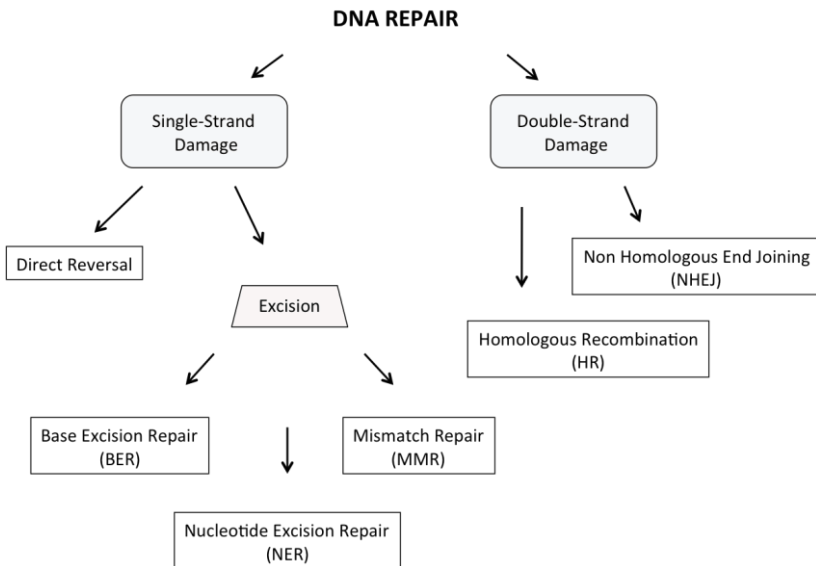 DNA REPAIR
Single-Strand
Damage
Double-Strand
Damage
Direct Reversal
Non Homologous End Joining
(NHEJ)
Excision
Homologous Recombination
(HR)
Base Excision Repair
(BER)
Mismatch Repair
(MMR)
Nucleotide Excision Repair
(NER)